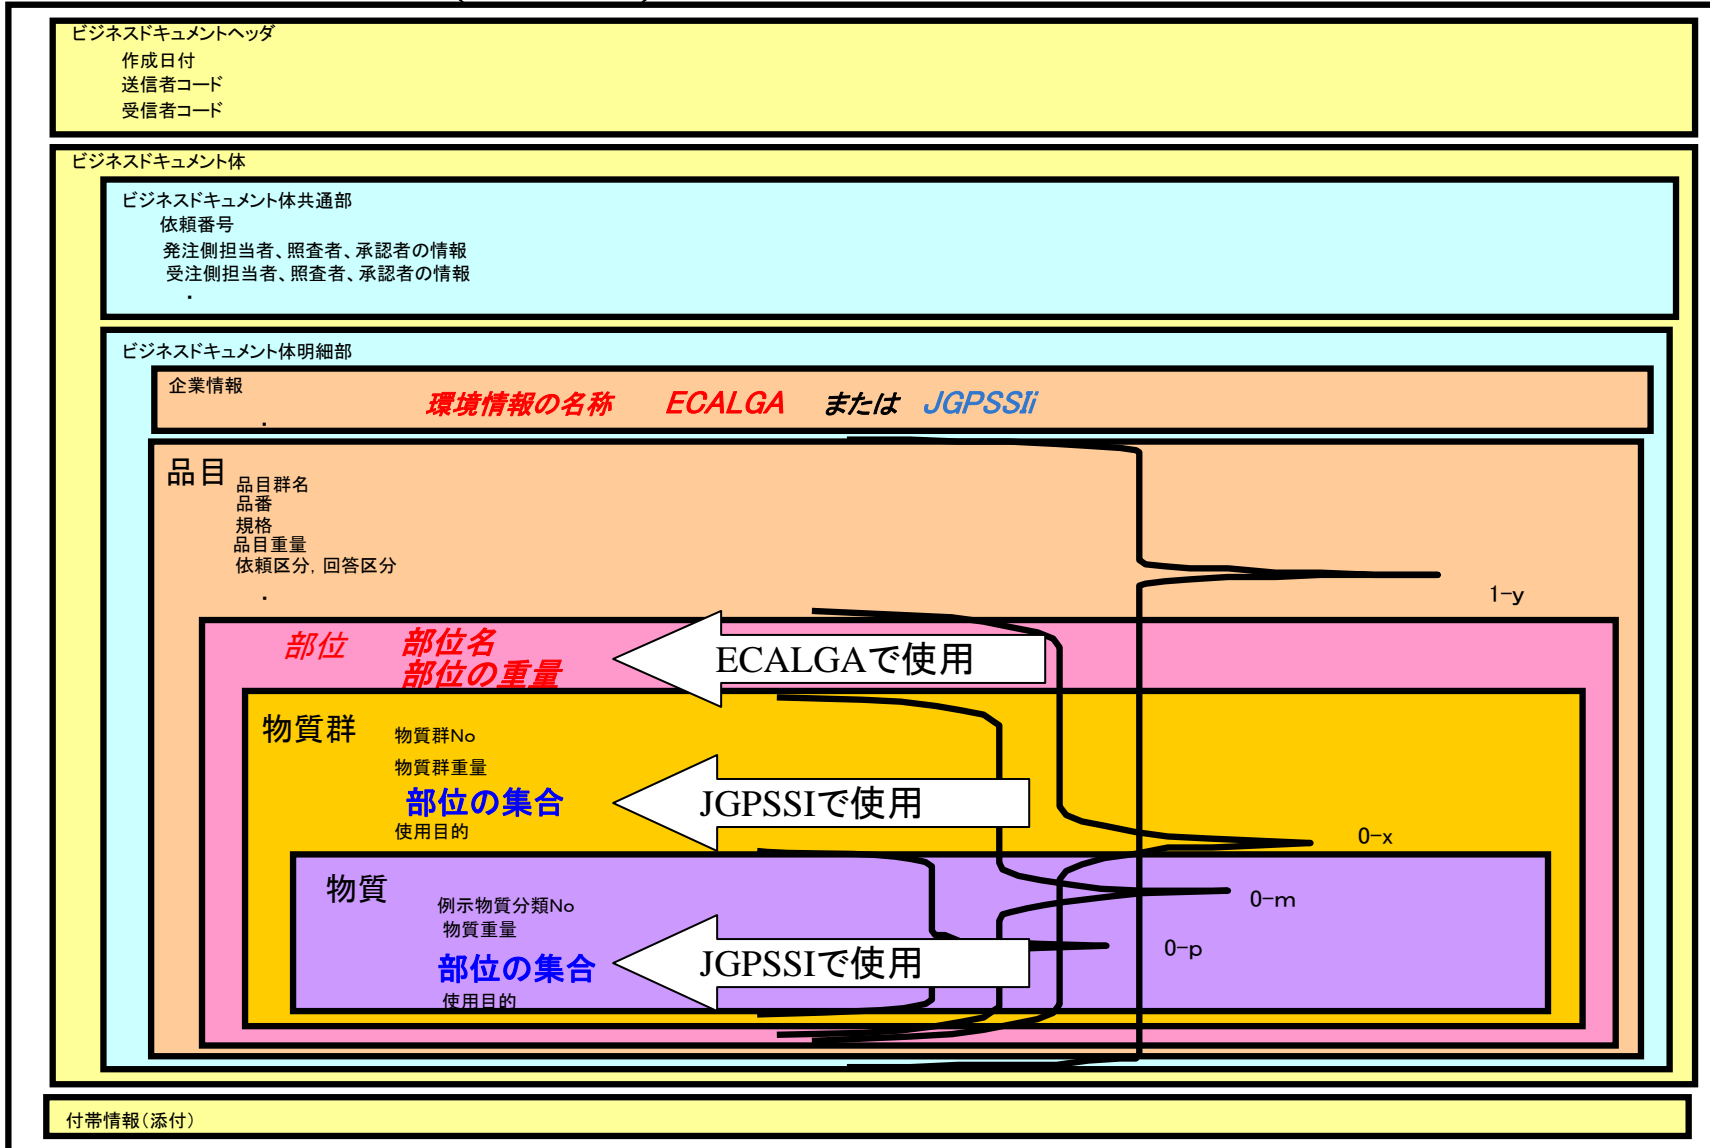 ビジネスドキュメントヘッダ
作成日付
送信者コード
受信者コード
ビジネスドキュメント体
ビジネスドキュメント体共通部
依頼番号
発注側担当者、照査者、承認者の情報
受注側担当者、照査者、承認者の情報
・
ビジネスドキュメント体明細部
企業情報
環境情報の名称 ECALGA または JGPSSIi
・
品目
品目群名
品番
規格
品目重量
依頼区分，回答区分
・
1-y
部位 部位名
部位の重量
ECALGAで使用
物質群 物質群No
物質群重量
部位の集合
JGPSSIで使用
使用目的
0-x
物質
例示物質分類No
0-m
物質重量
0-p
部位の集合
JGPSSIで使用
使用目的
付帯情報(添付)